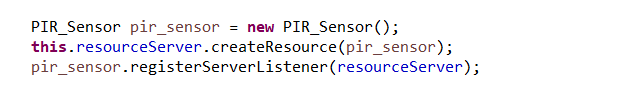 PIR_Sensor pir_sensor = new PIR_Sensor();
this.resourceServer.createResource(pir_sensor);
pir_sensor.registerServerListener(resourceServer);